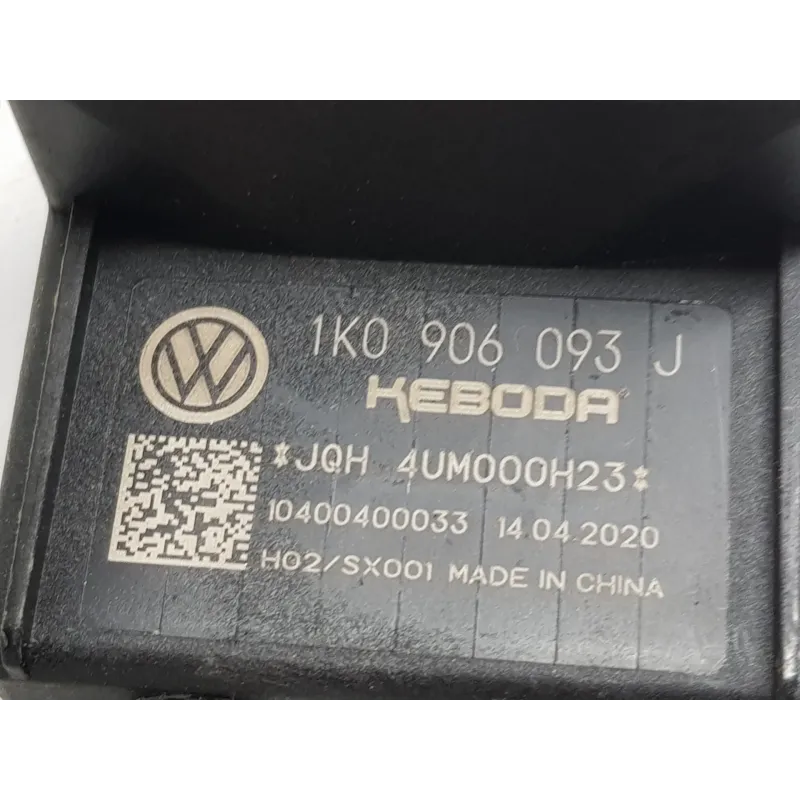 1K0 906 093 J
KEBODA
*JQH 4UM000H23*
10400400033 14.04.2020
H02/SX001 MADE IN CHINA